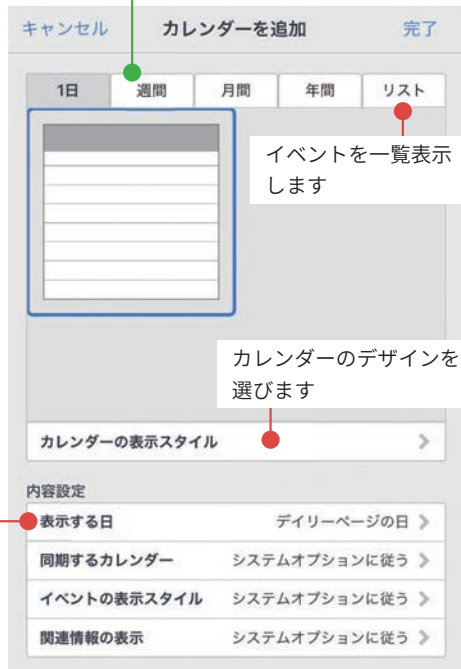 キャンセル カレンダーを追加 完了
1日 週間 月間 年間 リスト
イベントを一覧表示
します
カレンダーのデザインを
選びます
カレンダーの表示スタイル
内容設定
表示する日 デイリーページの日
同期するカレンダー システムオプションに従う
イベントの表示スタイル システムオプションに従う
関連情報の表示 システムオプションに従う